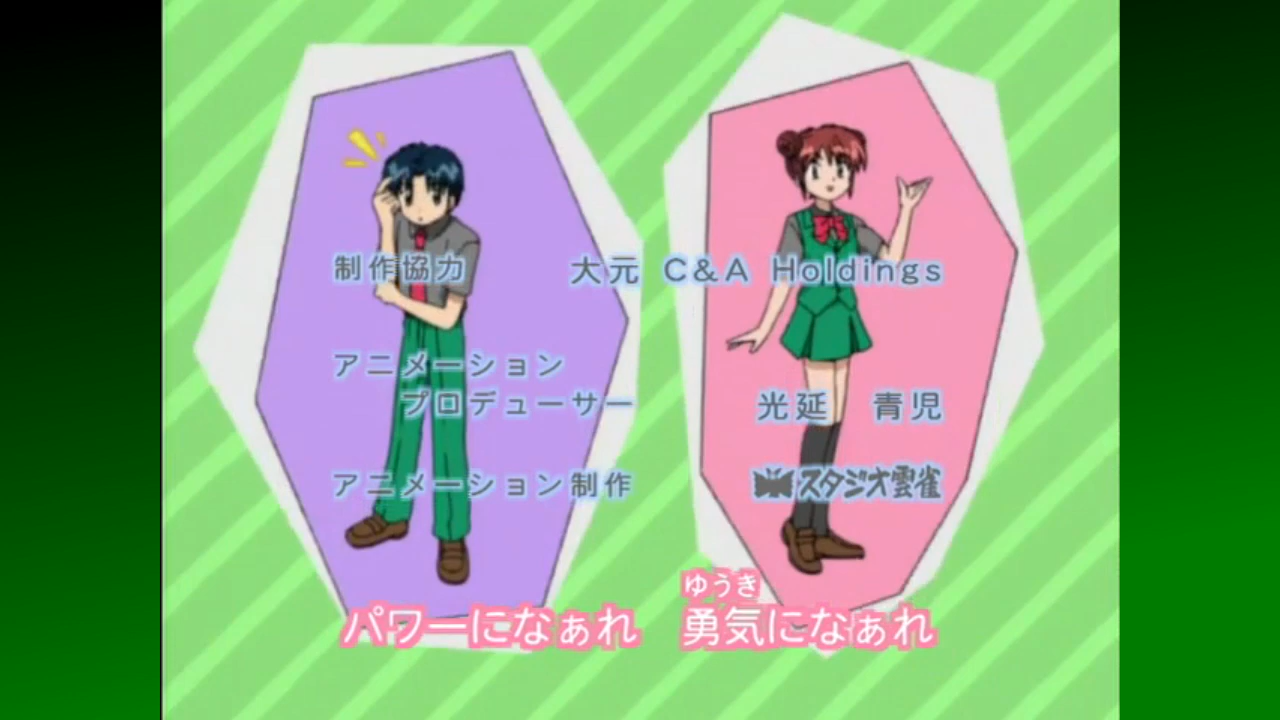 制作協力 大元 C&A Holdings
アニメーション
プロデューサー 光延 青児
アニメーション制作 スタジオ雲雀
ゆうき
パワーになぁれ 勇気になぁれ